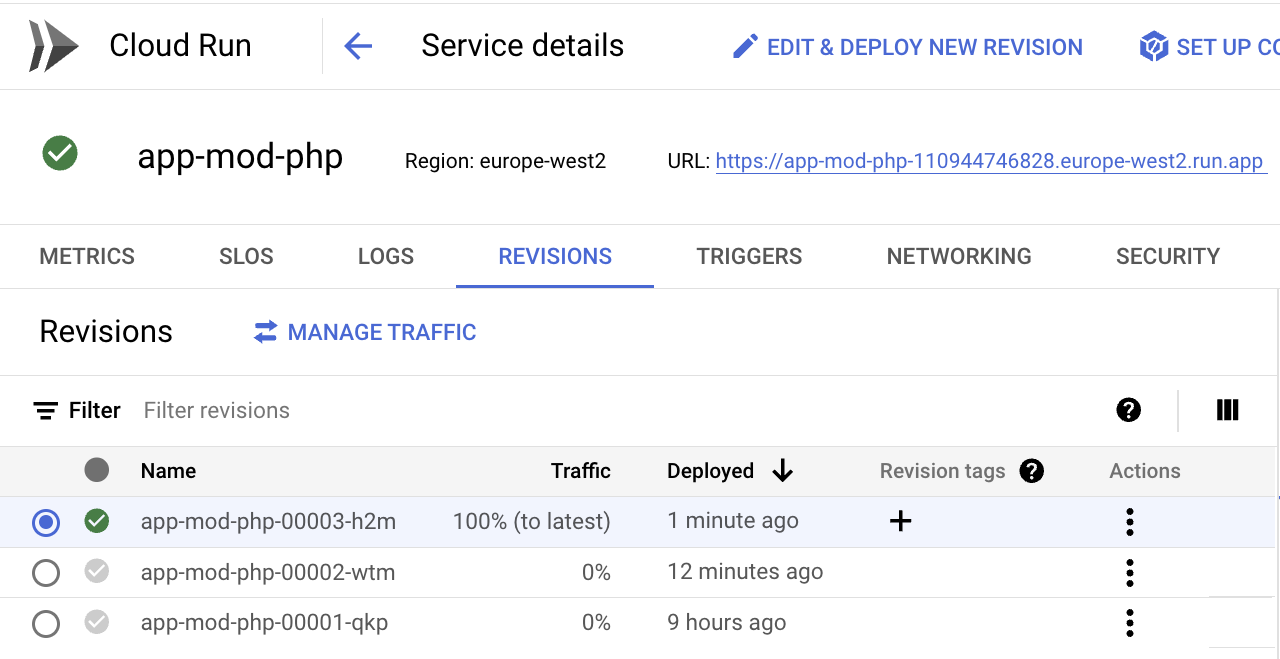 Cloud Run Service details EDIT & DEPLOY NEW REVISION SET UP CO
app-mod-php Region: europe-west2 URL: https://app-mod-php-110944746828.europe-west2.run.app
METRICS SLOS LOGS REVISIONS TRIGGERS NETWORKING SECURITY
Revisions MANAGE TRAFFIC
Filter Filter revisions
Name Traffic Deployed Revision tags Actions
app-mod-php-00003-h2m 100% (to latest) 1 minute ago
app-mod-php-00002-wtm 0% 12 minutes ago
app-mod-php-00001-qkp 0% 9 hours ago